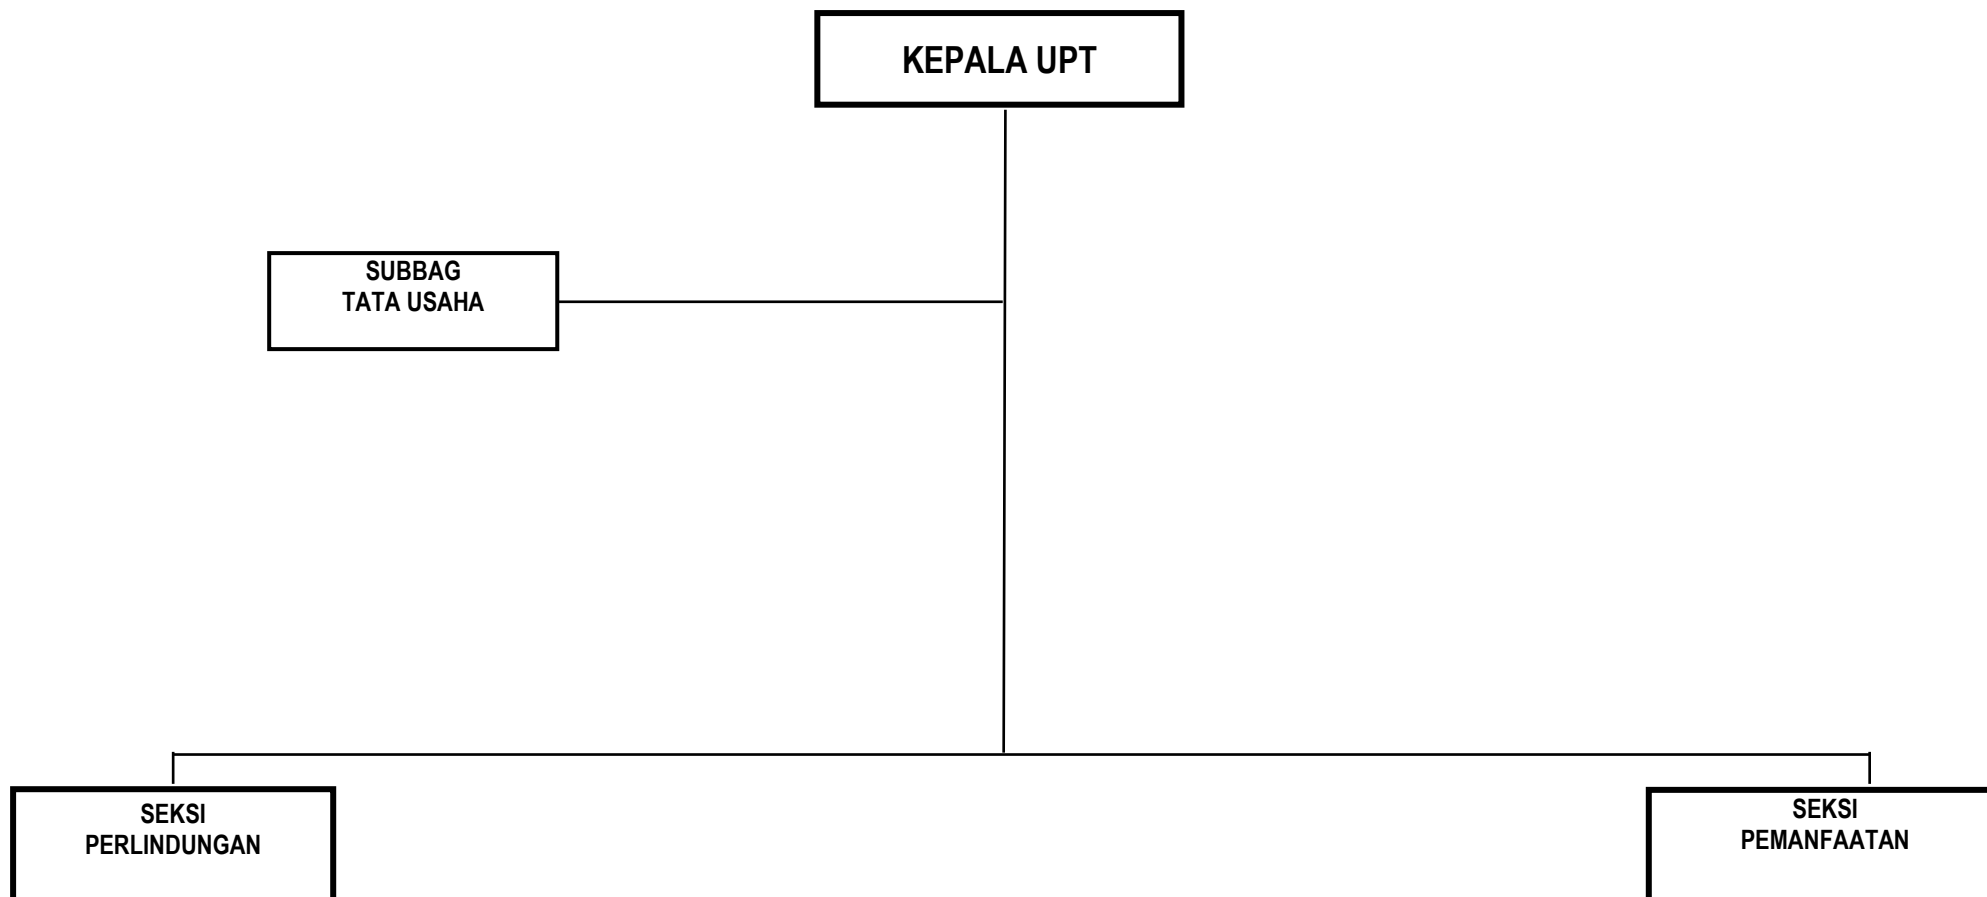 KEPALA UPT
SUBBAG
TATA USAHA
SEKSI
PERLINDUNGAN
SEKSI
PEMANFAATAN